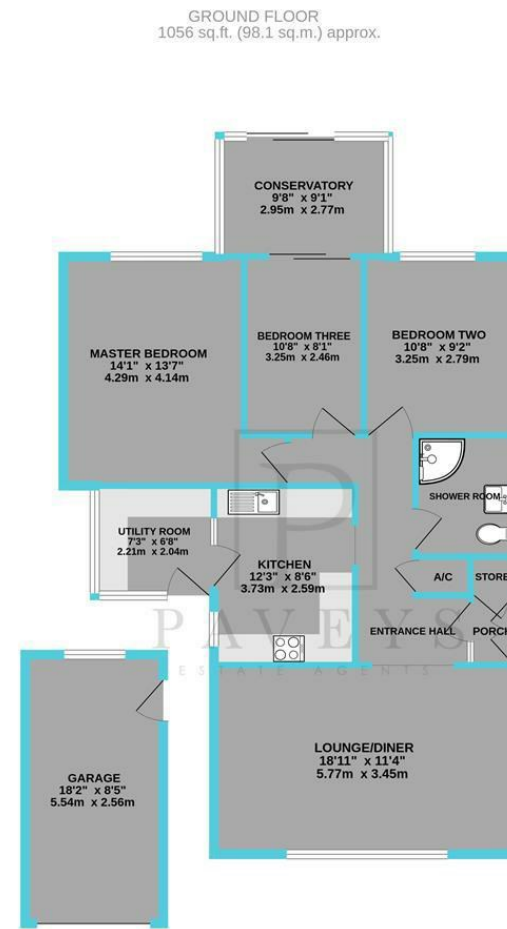 GROUND FLOOR
1056 sq.ft. (98.1 sq.m.) approx.
CONSERVATORY
9'8" x 9'1"
2.95m x 2.77m
MASTER BEDROOM
14'1" x 13'7"
4.29m x 4.14m
BEDROOM THREE
10'8" x 8'1"
3.25m x 2.46m
BEDROOM TWO
10'8" x 9'2"
3.25m x 2.79m
SHOWER ROOM
UTILITY ROOM
7'3" x 6'8"
2.21m x 2.04m
KITCHEN
12'3" x 8'6"
3.73m x 2.59m
A/C
STORE
ENTRANCE HALL
PORCH
P
PAVEYS
ESTATE AGENTS
LOUNGE/DINER
18'11" x 11'4"
5.77m x 3.45m
GARAGE
18'2" x 8'5"
5.54m x 2.56m